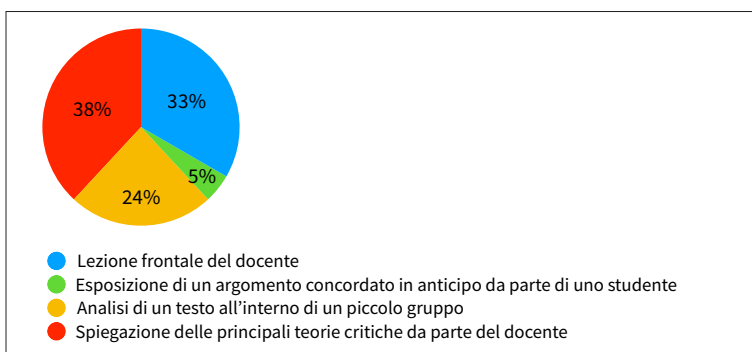 33%
38%
5%
24%
Lezione frontale del docente
Esposizione di un argomento concordato in anticipo da parte di uno studente
Analisi di un testo all’interno di un piccolo gruppo
Spiegazione delle principali teorie critiche da parte del docente